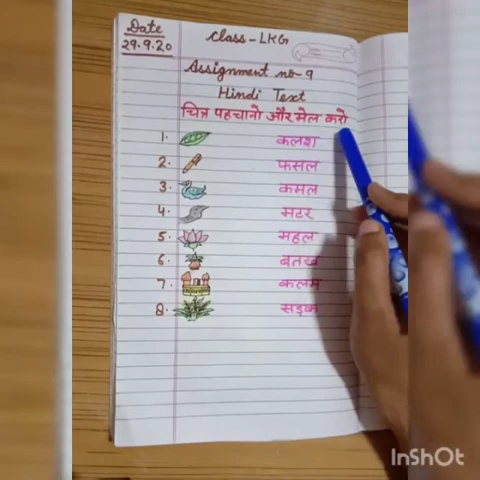 Date
29.9.20
Class - LKG
Assignment no - 9
Hindi Text
चित्र पहचानो और मेल करो
1. कलश
2. फसल
3. कमल
4. मटर
5. महल
6. बतख
7. कलम
8. सड़क
InShOt